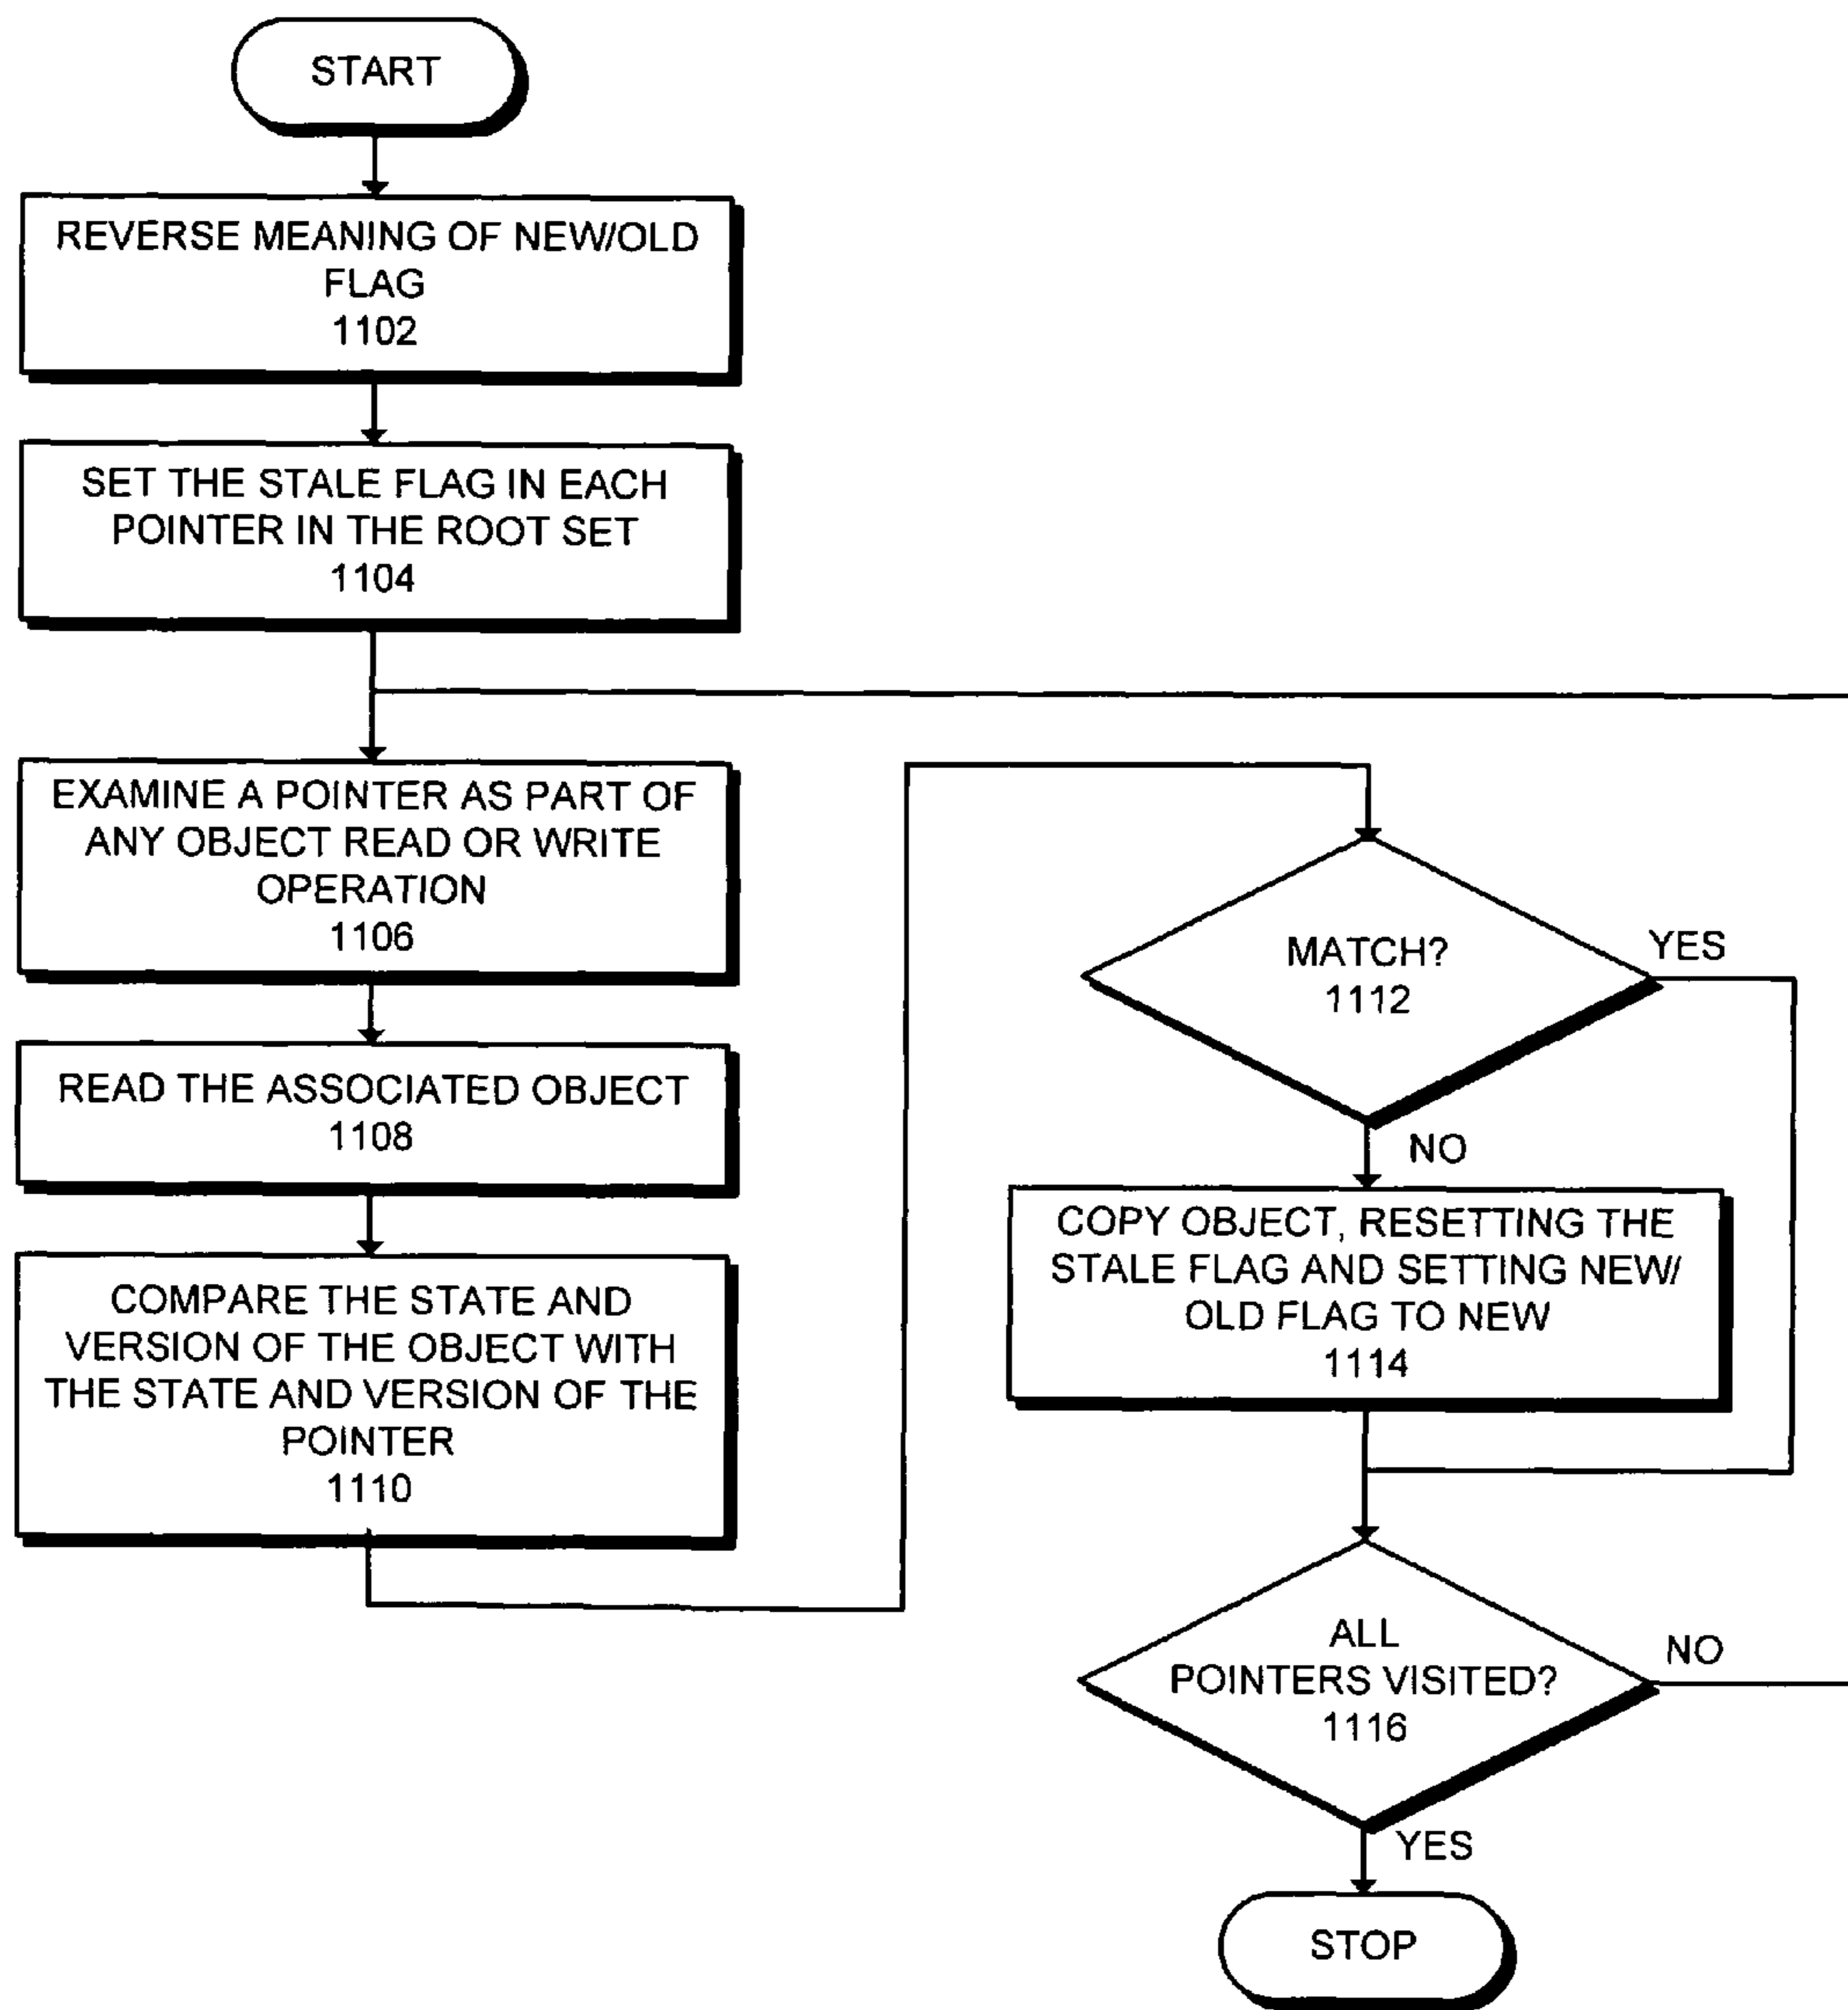 START
REVERSE MEANING OF NEW/OLD
FLAG
1102
SET THE STALE FLAG IN EACH
POINTER IN THE ROOT SET
1104
EXAMINE A POINTER AS PART OF
ANY OBJECT READ OR WRITE
OPERATION
1106
READ THE ASSOCIATED OBJECT
1108
COMPARE THE STATE AND
VERSION OF THE OBJECT WITH
THE STATE AND VERSION OF THE
POINTER
1110
MATCH?
1112
YES
NO
COPY OBJECT, RESETTING THE
STALE FLAG AND SETTING NEW/
OLD FLAG TO NEW
1114
ALL
POINTERS VISITED?
1116
NO
YES
STOP